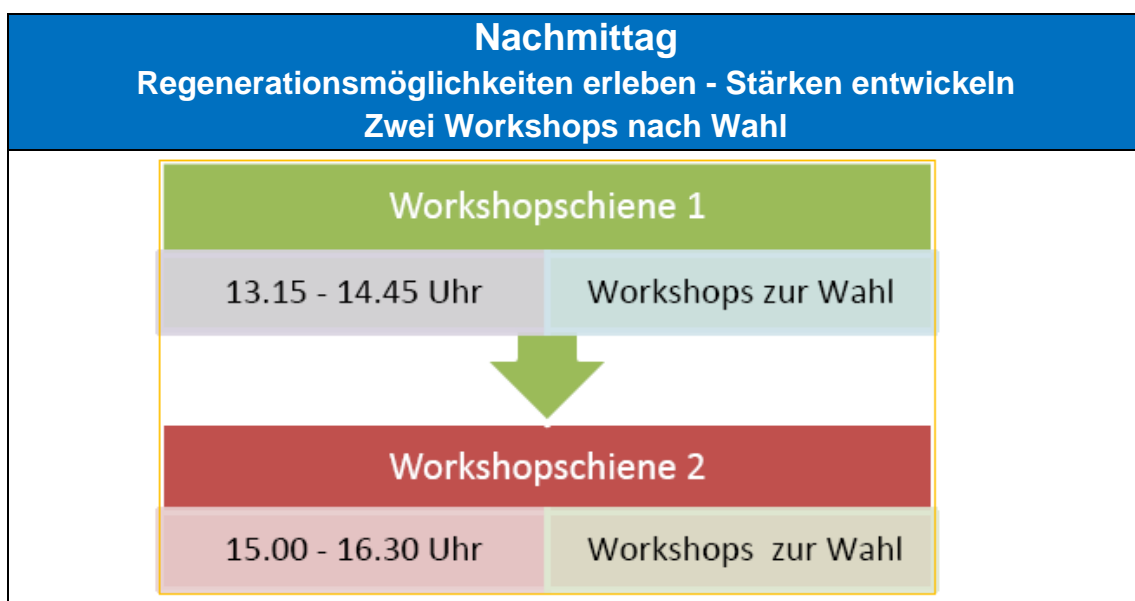 Nachmittag
Regenerationsmöglichkeiten erleben - Stärken entwickeln
Zwei Workshops nach Wahl
Workshopschiene 1
13.15 - 14.45 Uhr Workshops zur Wahl
Workshopschiene 2
15.00 - 16.30 Uhr Workshops zur Wahl